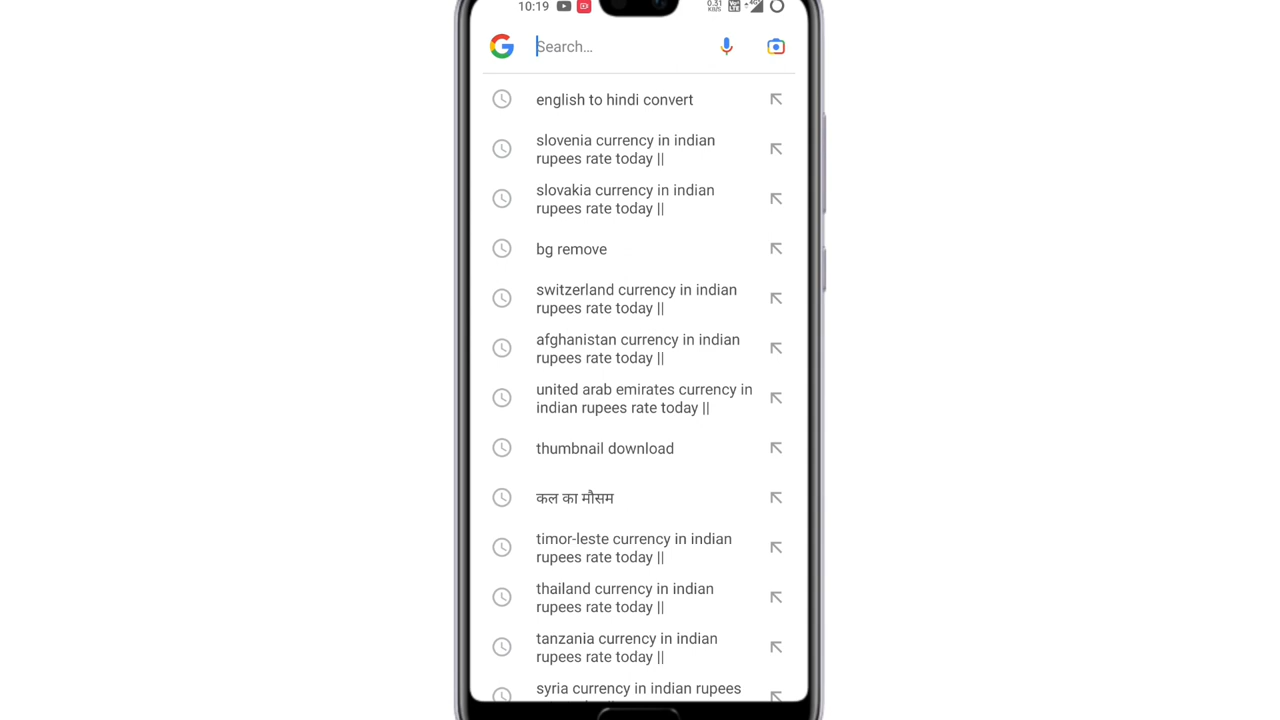 10:19
0.31
KB/S
Search...
english to hindi convert
slovenia currency in indian
rupees rate today ||
slovakia currency in indian
rupees rate today ||
bg remove
switzerland currency in indian
rupees rate today ||
afghanistan currency in indian
rupees rate today ||
united arab emirates currency in
indian rupees rate today ||
thumbnail download
कल का मौसम
timor-leste currency in indian
rupees rate today ||
thailand currency in indian
rupees rate today ||
tanzania currency in indian
rupees rate today ||
syria currency in indian rupees